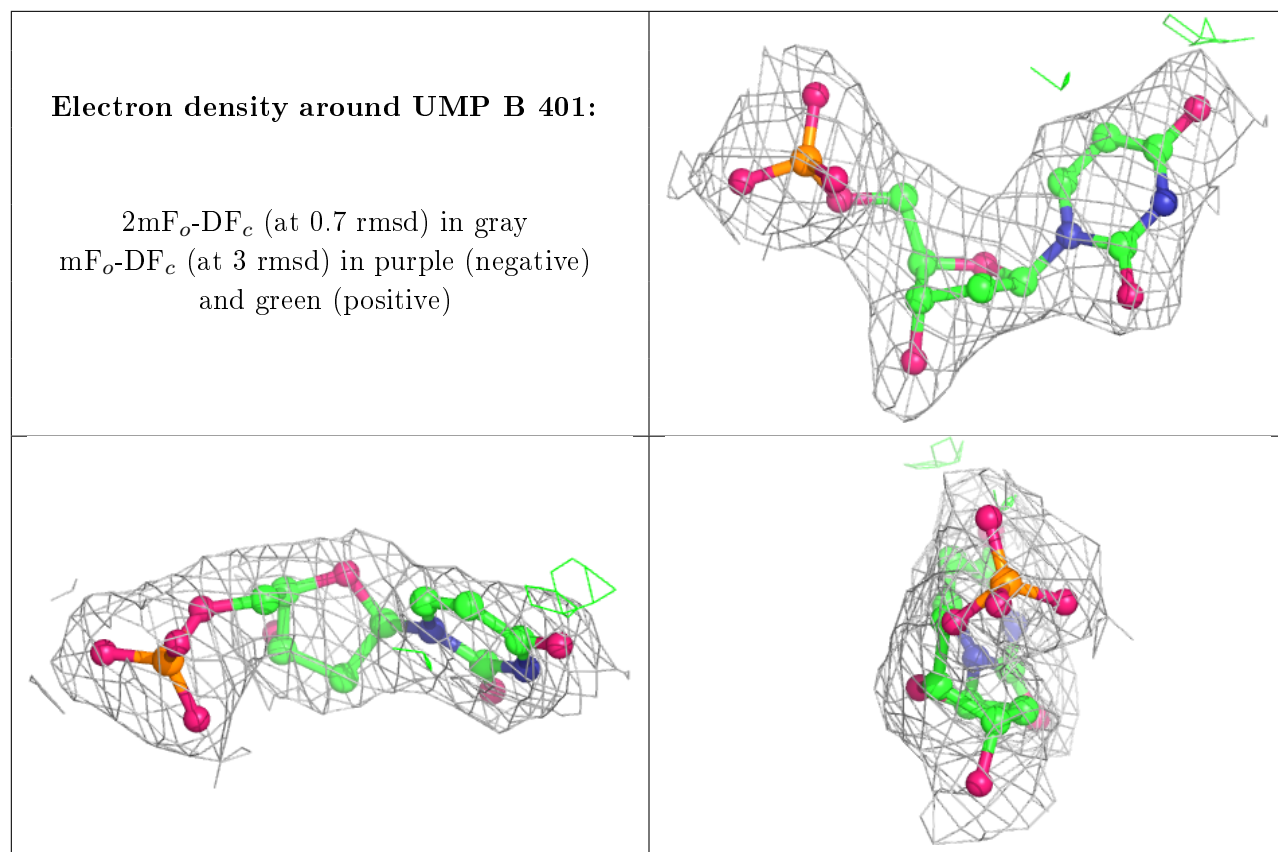 Electron density around UMP B 401:
2mFₒ-DF𝒸 (at 0.7 rmsd) in gray
mFₒ-DF𝒸 (at 3 rmsd) in purple (negative)
and green (positive)